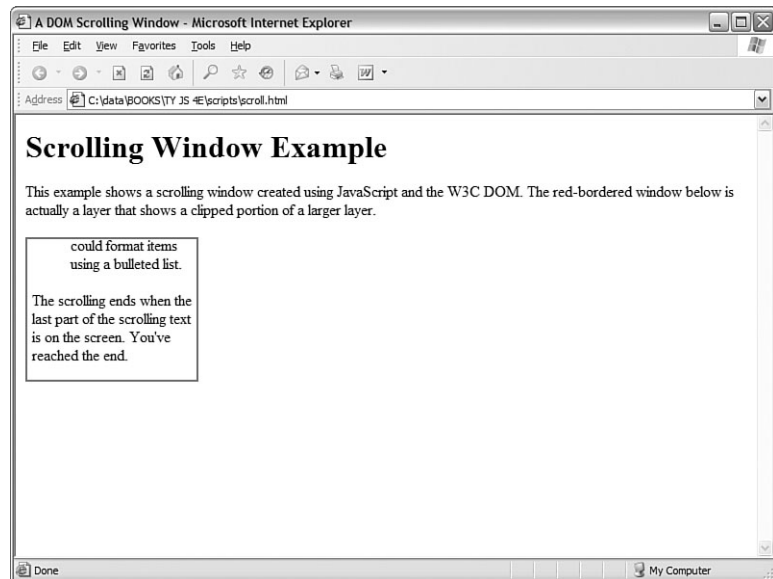 A DOM Scrolling Window - Microsoft Internet Explorer
File Edit View Favorites Tools Help
Address C:\data\BOOKS\TY JS 4E\scripts\scroll.html
Scrolling Window Example
This example shows a scrolling window created using JavaScript and the W3C DOM. The red-bordered window below is
actually a layer that shows a clipped portion of a larger layer.
could format items
using a bulleted list.
The scrolling ends when the
last part of the scrolling text
is on the screen. You've
reached the end.
Done My Computer